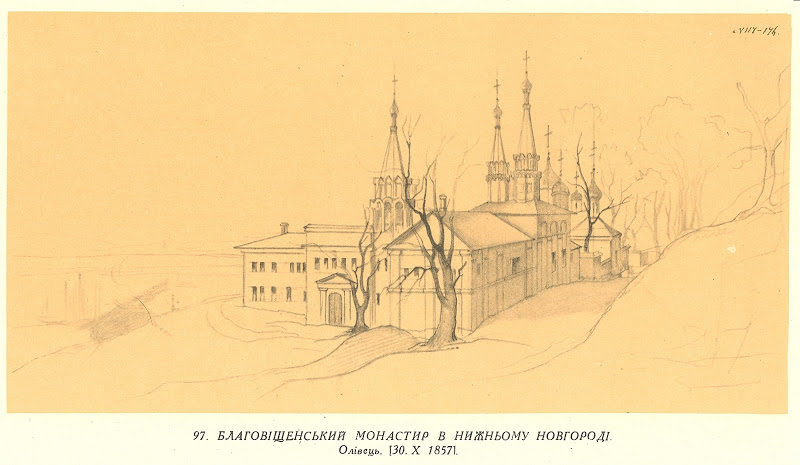 97. БЛАГОВІЩЕНСЬКИЙ МОНАСТИР В НИЖНЬОМУ НОВГОРОДІ.
Олівець. [30. X 1857].